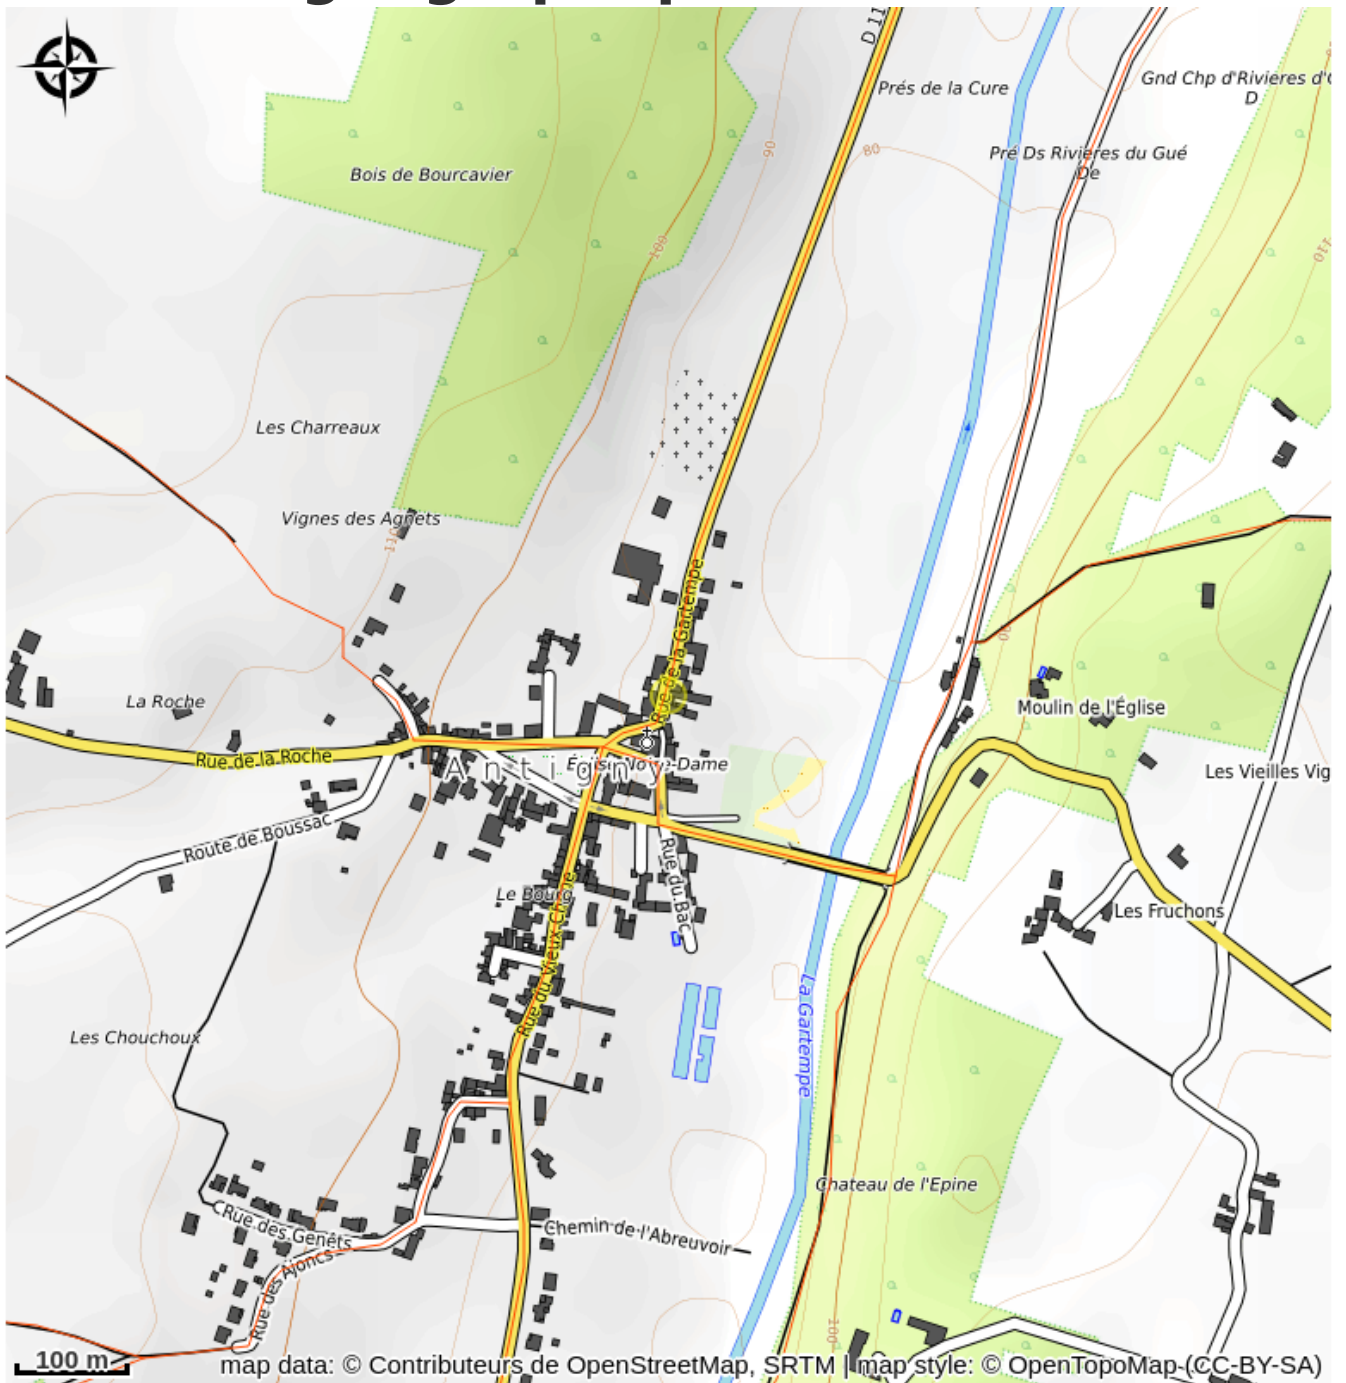 D 11
Prés de la Cure
Gnd Chp d'Rivieres d'
D
Pré Ds Rivieres du Gué
De
90
80
Bois de Bourcavier
100
110
Les Charreaux
Vignes des Agnets
110
Rue de la Gartempe
90
La Roche
Moulin de l'Église
Rue de la Roche
Antigny
Église Notre-Dame
Les Vieilles Vig
Route de Boussac
Rue du Bac
Le Bourg
Les Fruchons
Rue du Vieux Chêne
La Gartempe
Les Chouchoux
Chateau de l'Epine
Rue des Genêts
Chemin de l'Abreuvoir
Rue des Ajoncs
100
100 m
map data: © Contributeurs de OpenStreetMap, SRTM | map style: © OpenTopoMap (CC-BY-SA)